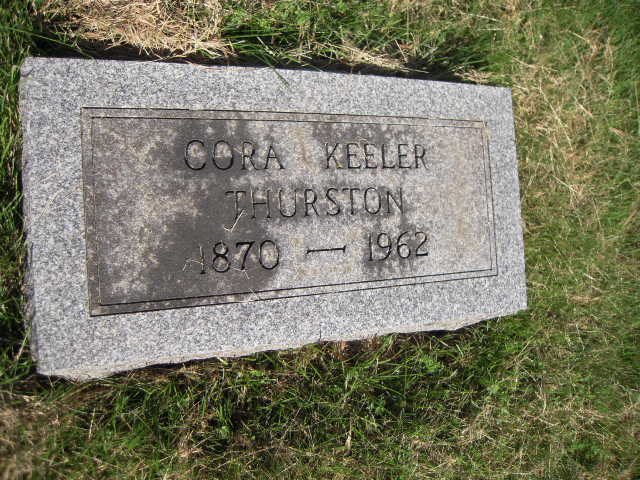 CORA KEELER
THURSTON
1870 — 1962